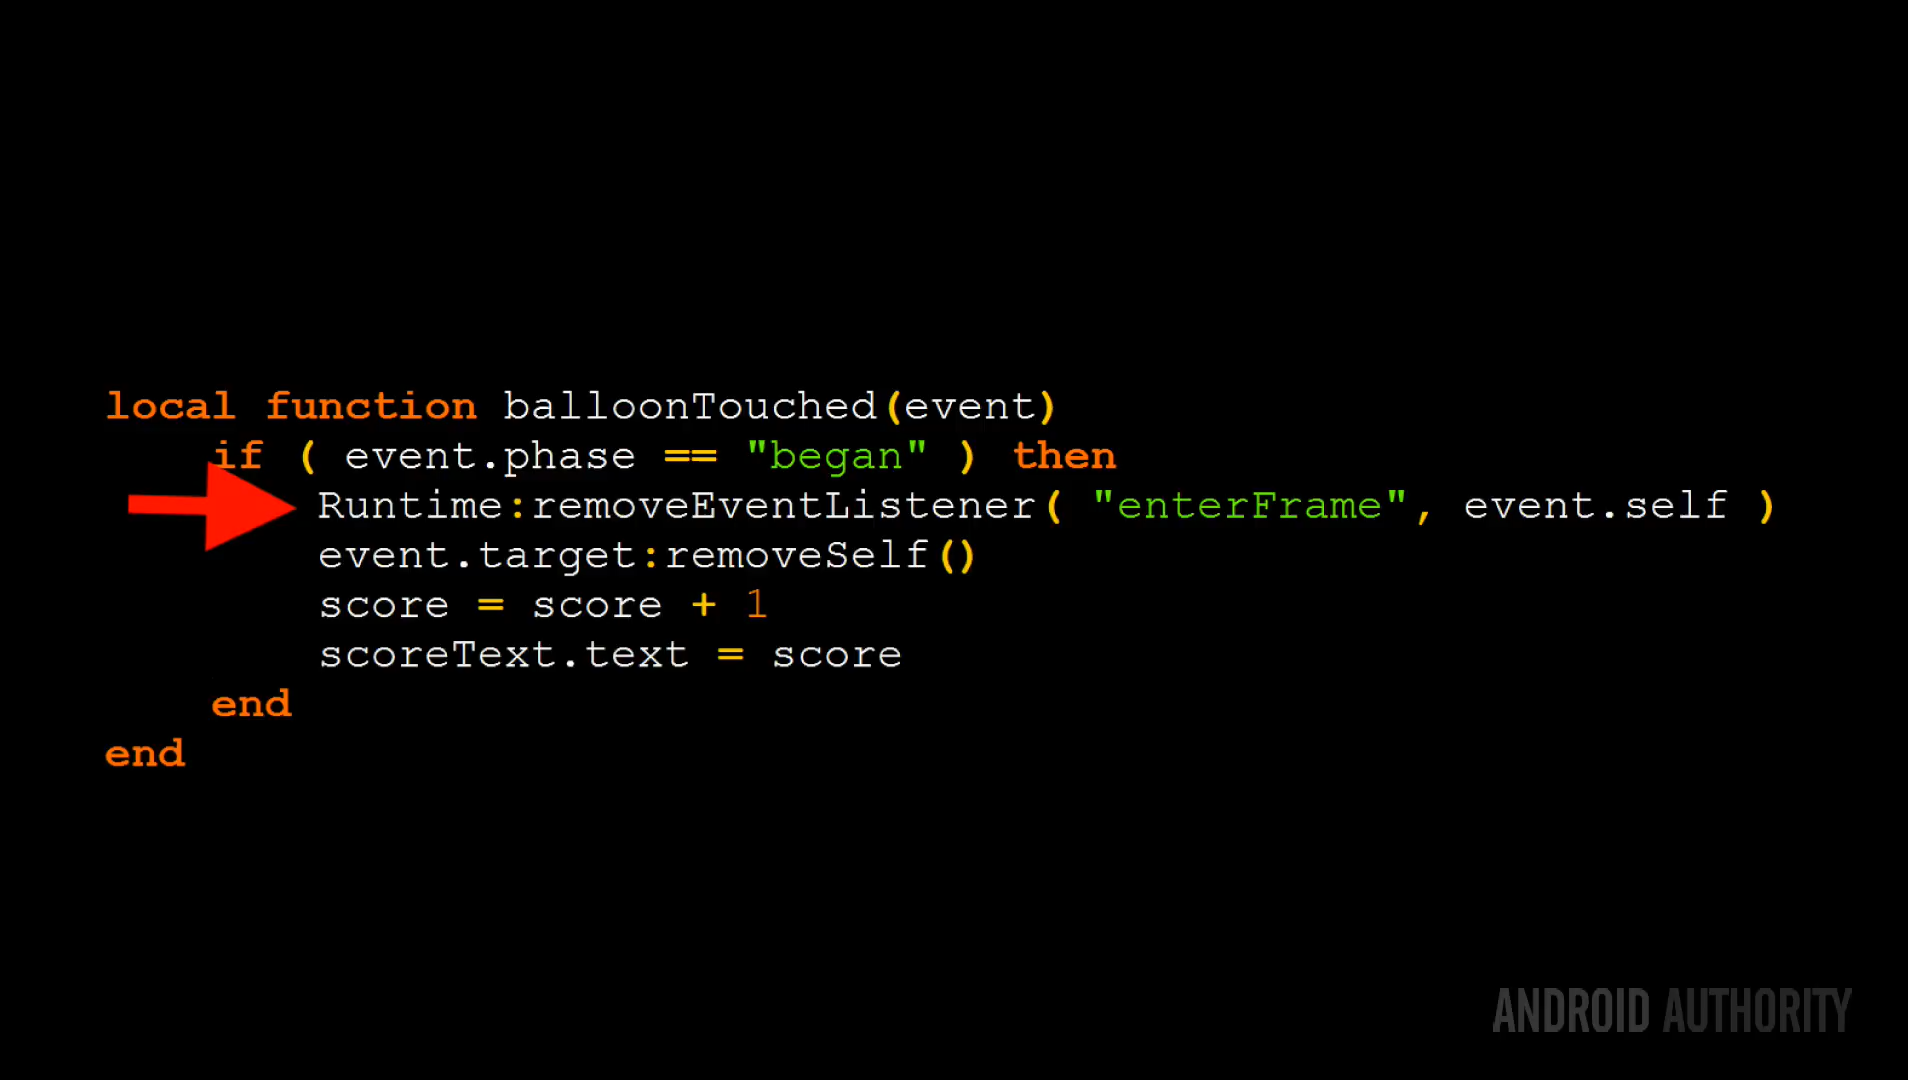 local function balloonTouched(event)
    if ( event.phase == "began" ) then
        Runtime:removeEventListener( "enterFrame", event.self )
        event.target:removeSelf()
        score = score + 1
        scoreText.text = score
    end
end
ANDROID AUTHORITY